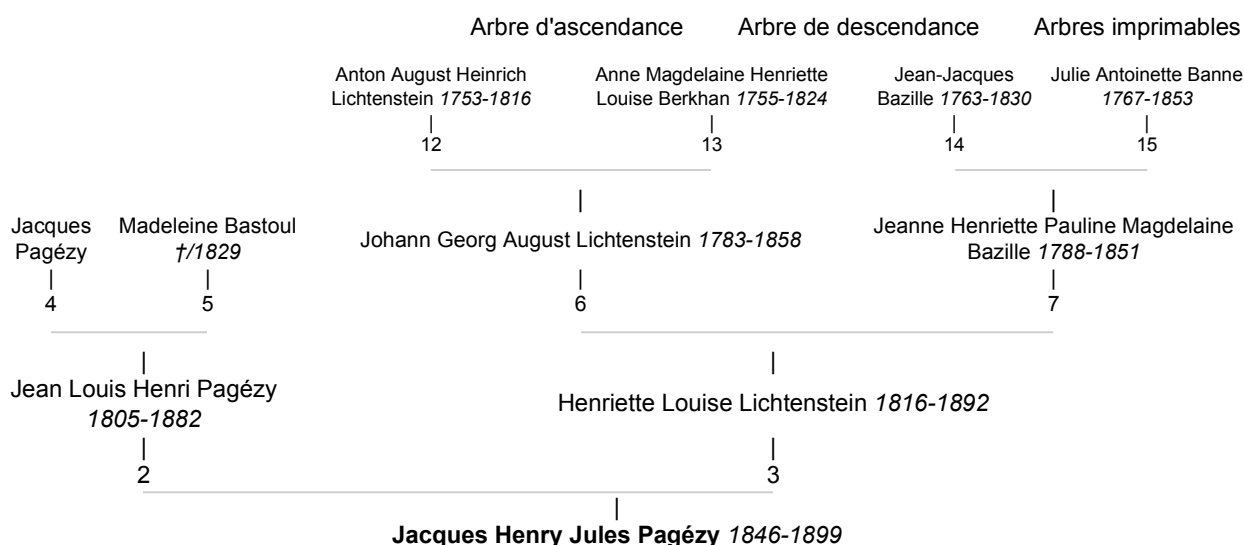 Arbre d'ascendance Arbre de descendance Arbres imprimables
Anton August Heinrich Anne Magdelaine Henriette Jean-Jacques Julie Antoinette Banne
Lichtenstein 1753-1816 Louise Berkhan 1755-1824 Bazille 1763-1830 1767-1853
| | | |
12 13 14 15
| |
Jacques Madeleine Bastoul Johann Georg August Lichtenstein 1783-1858 Jeanne Henriette Pauline Magdelaine
Pagézy †/1829 Bazille 1788-1851
| | | |
4 5 6 7
| |
Jean Louis Henri Pagézy Henriette Louise Lichtenstein 1816-1892
1805-1882
| |
2 3
|
Jacques Henry Jules Pagézy 1846-1899